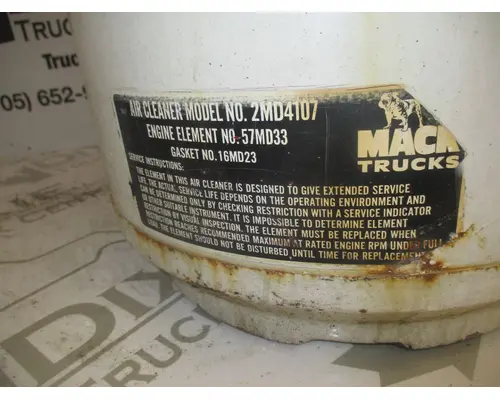 TRUC
Truc
05) 652-9
AIR CLEANER MODEL NO. 2MD4107
ENGINE ELEMENT NO. 57MD33
GASKET NO. 16MD23
MACK
TRUCKS
SERVICE INSTRUCTIONS:
THE ELEMENT IN THIS AIR CLEANER IS DESIGNED TO GIVE EXTENDED SERVICE
LIFE. THE ACTUAL SERVICE LIFE DEPENDS ON THE OPERATING ENVIRONMENT AND
CAN BE DETERMINED ONLY BY CHECKING RESTRICTION WITH A SERVICE INDICATOR
OR OTHER SUITABLE INSTRUMENT. IT IS IMPOSSIBLE TO DETERMINE ELEMENT
RESTRICTION BY VISUAL INSPECTION. THE ELEMENT MUST BE REPLACED WHEN
RESTRICTION REACHES RECOMMENDED MAXIMUM AT RATED ENGINE RPM UNDER FULL
LOAD. THE ELEMENT SHOULD NOT BE DISTURBED UNTIL TIME FOR REPLACEMENT
DIX
TRUCK